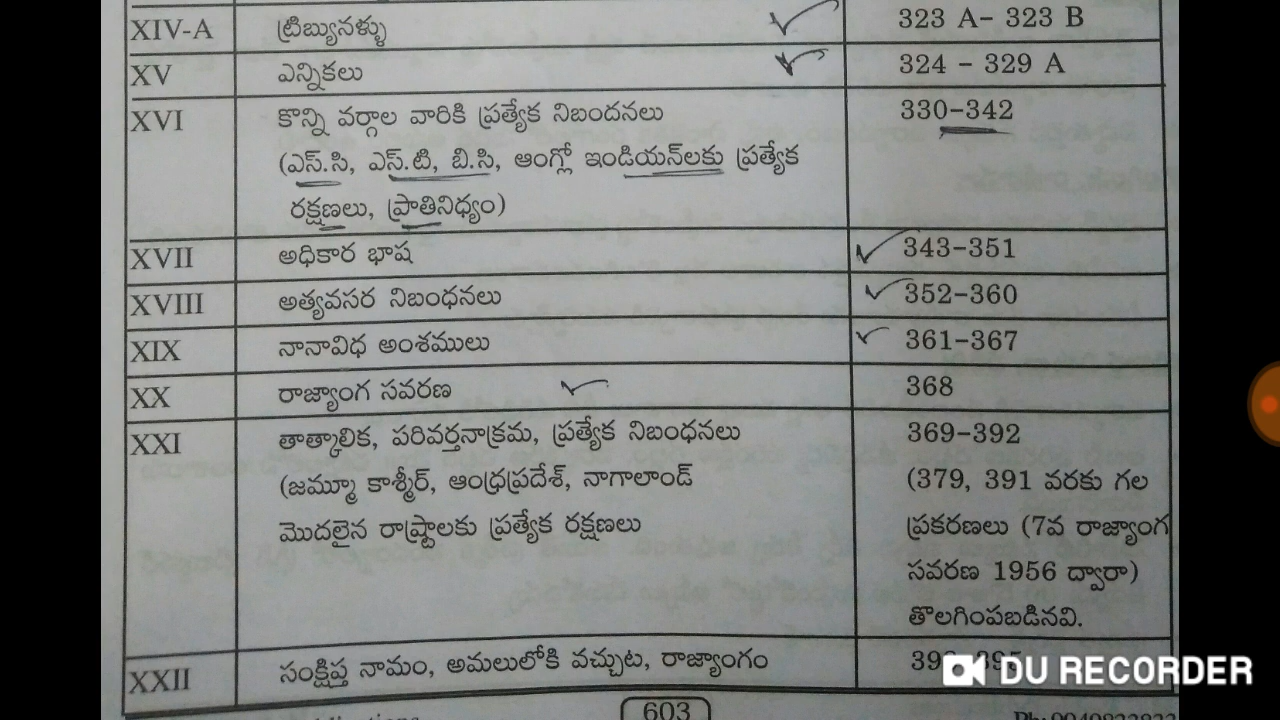 XIV-A ట్రిబ్యునళ్ళు 323 A- 323 B
XV ఎన్నికలు 324 - 329 A
XVI కొన్ని వర్గాల వారికి ప్రత్యేక నిబందనలు 330-342
(ఎస్.సి, ఎస్.టి, బి.సి, ఆంగ్లో ఇండియన్‌లకు ప్రత్యేక
రక్షణలు, ప్రాతినిధ్యం)
XVII అధికార భాష 343-351
XVIII అత్యవసర నిబంధనలు 352-360
XIX నానావిధ అంశములు 361-367
XX రాజ్యాంగ సవరణ 368
XXI తాత్కాలిక, పరివర్తనాక్రమ, ప్రత్యేక నిబంధనలు 369-392
(జమ్మూ కాశ్మీర్, ఆంధ్రప్రదేశ్, నాగాలాండ్ (379, 391 వరకు గల
మొదలైన రాష్ట్రాలకు ప్రత్యేక రక్షణలు ప్రకరణలు (7వ రాజ్యాంగ
సవరణ 1956 ద్వారా)
తొలగింపబడినవి.
XXII సంక్షిప్త నామం, అమలులోకి వచ్చుట, రాజ్యాంగం
DU RECORDER
603